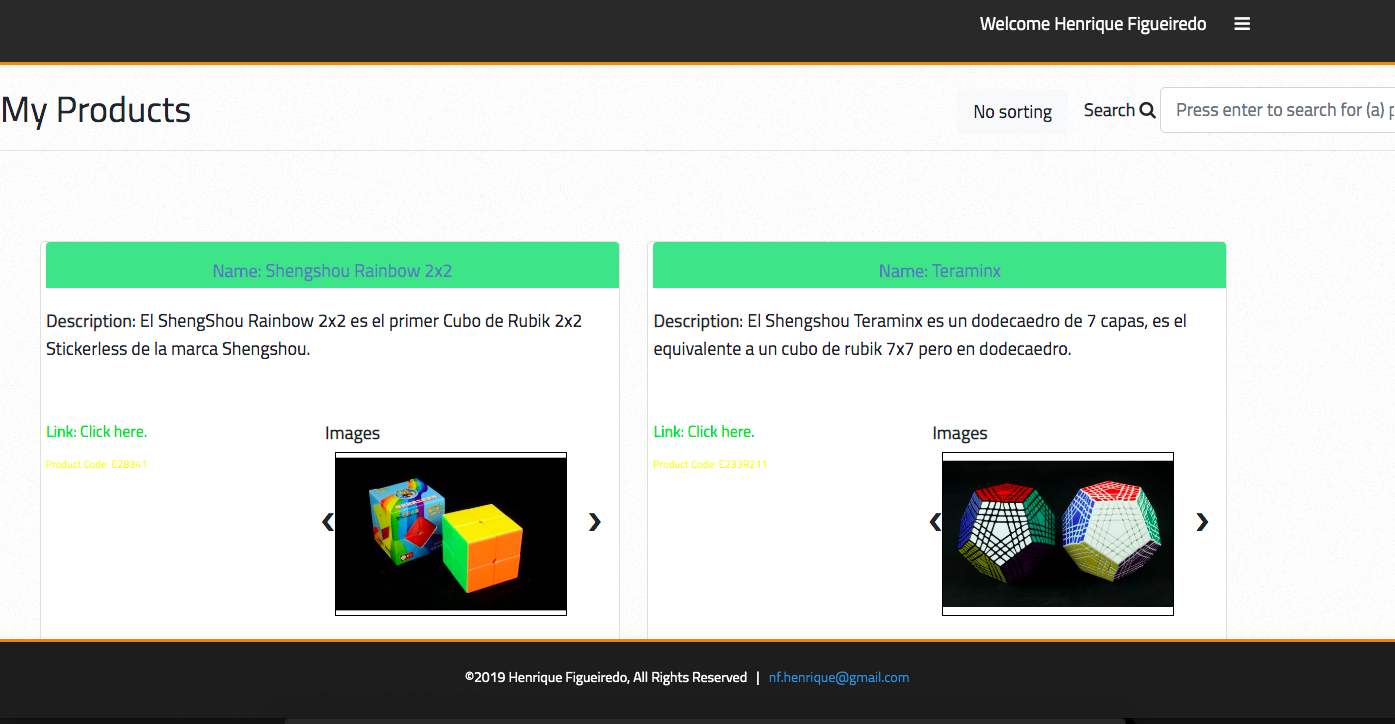 Welcome Henrique Figueiredo
My Products
No sorting
Search
Press enter to search for (a) p
Name: Shengshou Rainbow 2x2
Description: El ShengShou Rainbow 2x2 es el primer Cubo de Rubik 2x2
Stickerless de la marca Shengshou.
Link: Click here.
Product Code: E2B341
Images
Name: Teraminx
Description: El Shengshou Teraminx es un dodecaedro de 7 capas, es el
equivalente a un cubo de rubik 7x7 pero en dodecaedro.
Link: Click here.
Product Code: E233R211
Images
©2019 Henrique Figueiredo, All Rights Reserved | nf.henrique@gmail.com